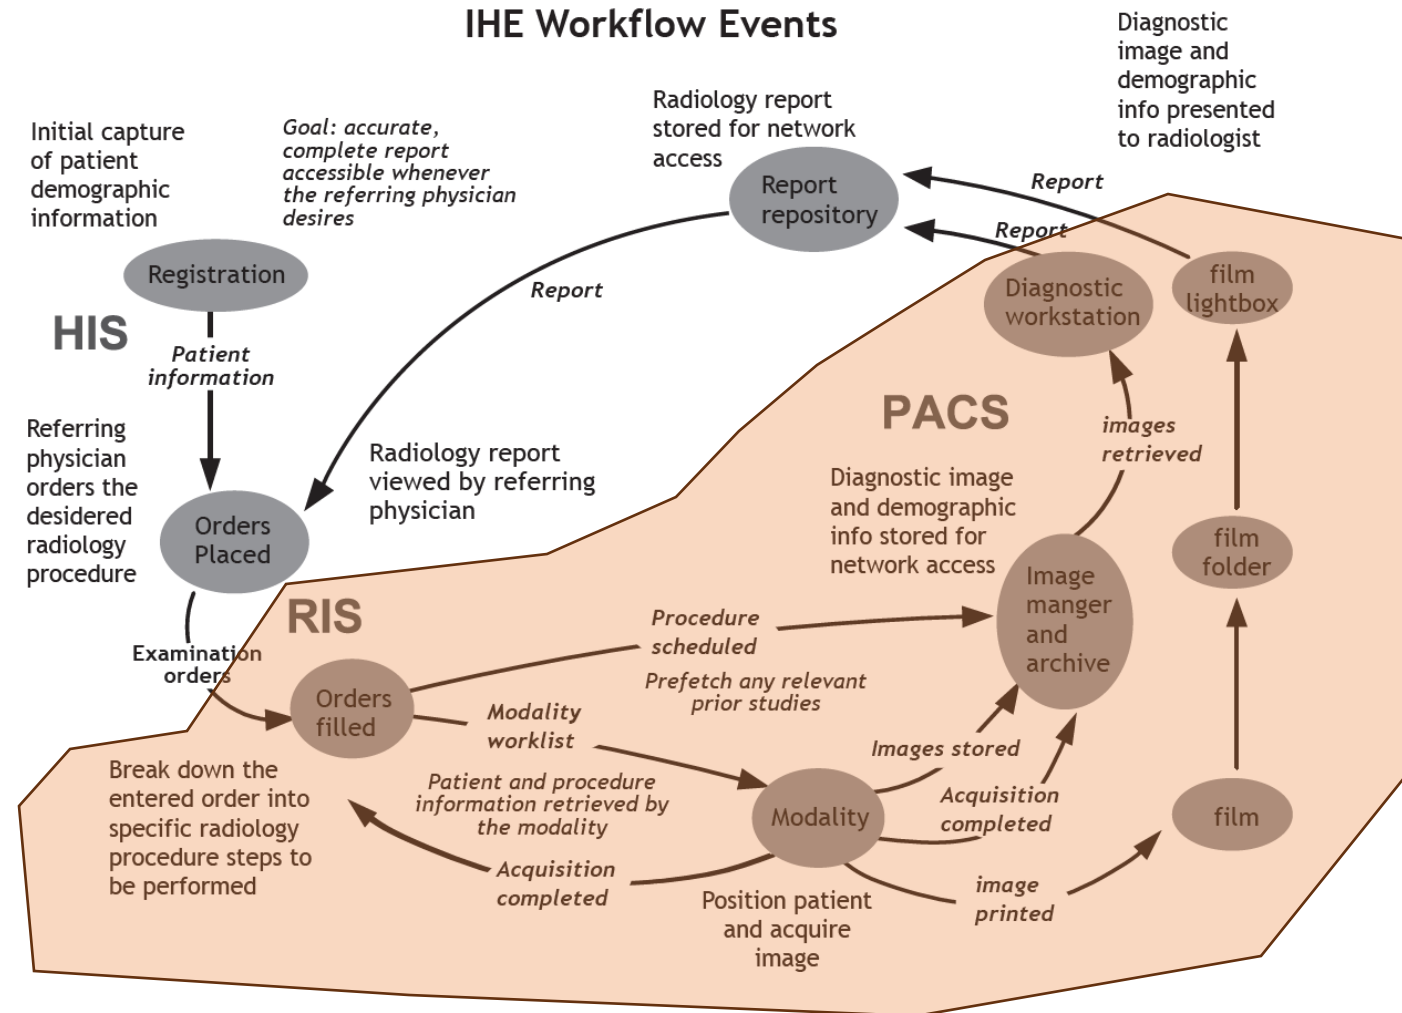 IHE Workflow Events
Diagnostic
image and
demographic
info presented
to radiologist
Initial capture
of patient
demographic
information
Goal: accurate,
complete report
accessible whenever
the referring physician
desires
Radiology report
stored for network
access
Report
repository
Report
Report
Registration
HIS
Patient
information
Report
Diagnostic
workstation
film
lightbox
PACS
images
retrieved
Referring
physician
orders the
desidered
radiology
procedure
Orders
Placed
Radiology report
viewed by referring
physician
Diagnostic image
and demographic
info stored for
network access
Image
manger
and
archive
film
folder
RIS
Examination
orders
Orders
filled
Procedure
scheduled
Prefetch any relevant
prior studies
Modality
worklist
Images stored
Patient and procedure
information retrieved by
the modality
Modality
Acquisition
completed
film
Break down the
entered order into
specific radiology
procedure steps to
be performed
Acquisition
completed
Position patient
and acquire
image
image
printed